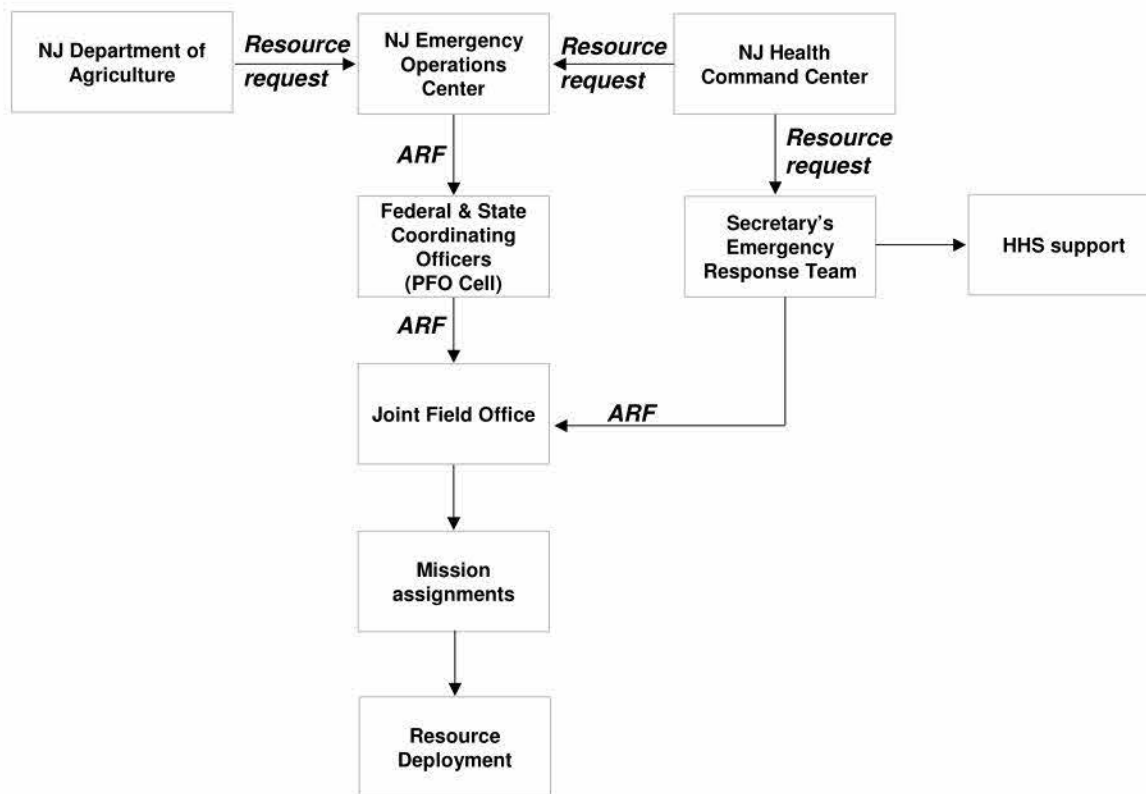 NJ Department of
Agriculture
Resource
request
NJ Emergency
Operations
Center
Resource
request
NJ Health
Command Center
ARF
Resource
request
Federal & State
Coordinating
Officers
(PFO Cell)
Secretary's
Emergency
Response Team
HHS support
ARF
Joint Field Office
ARF
Mission
assignments
Resource
Deployment